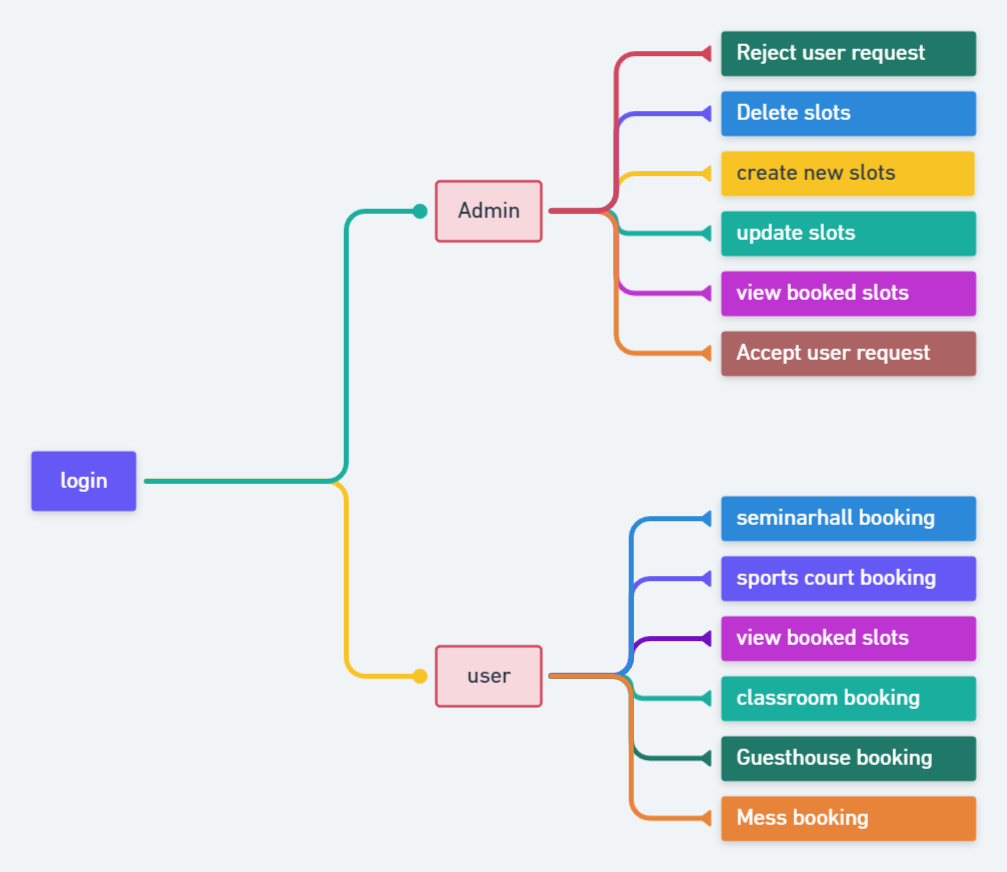 login
Admin
Reject user request
Delete slots
create new slots
update slots
view booked slots
Accept user request
user
seminarhall booking
sports court booking
view booked slots
classroom booking
Guesthouse booking
Mess booking